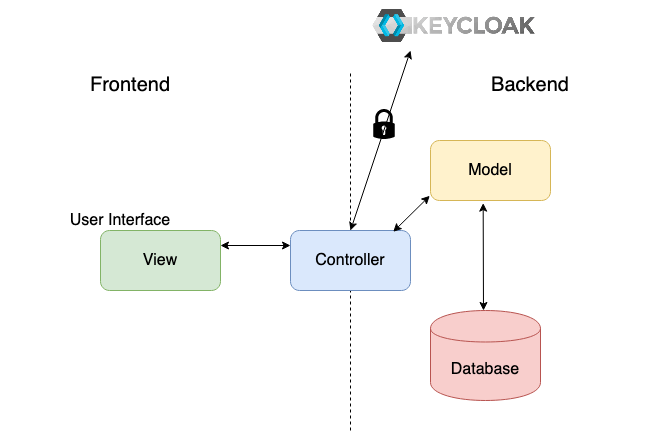 KEYCLOAK
Frontend
Backend
Model
User Interface
View
Controller
Database